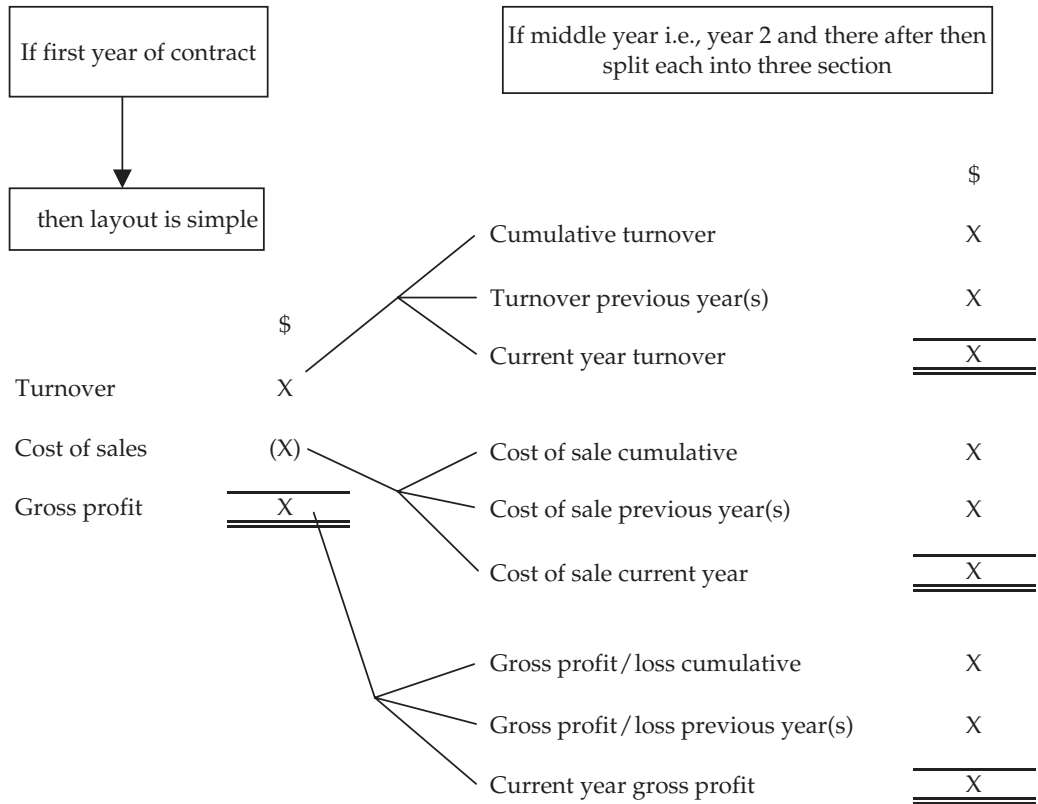 If first year of contract
then layout is simple
$
Turnover X
Cost of sales (X)
Gross profit X
If middle year i.e., year 2 and there after then
split each into three section
$
Cumulative turnover X
Turnover previous year(s) X
Current year turnover X
Cost of sale cumulative X
Cost of sale previous year(s) X
Cost of sale current year X
Gross profit/loss cumulative X
Gross profit/loss previous year(s) X
Current year gross profit X